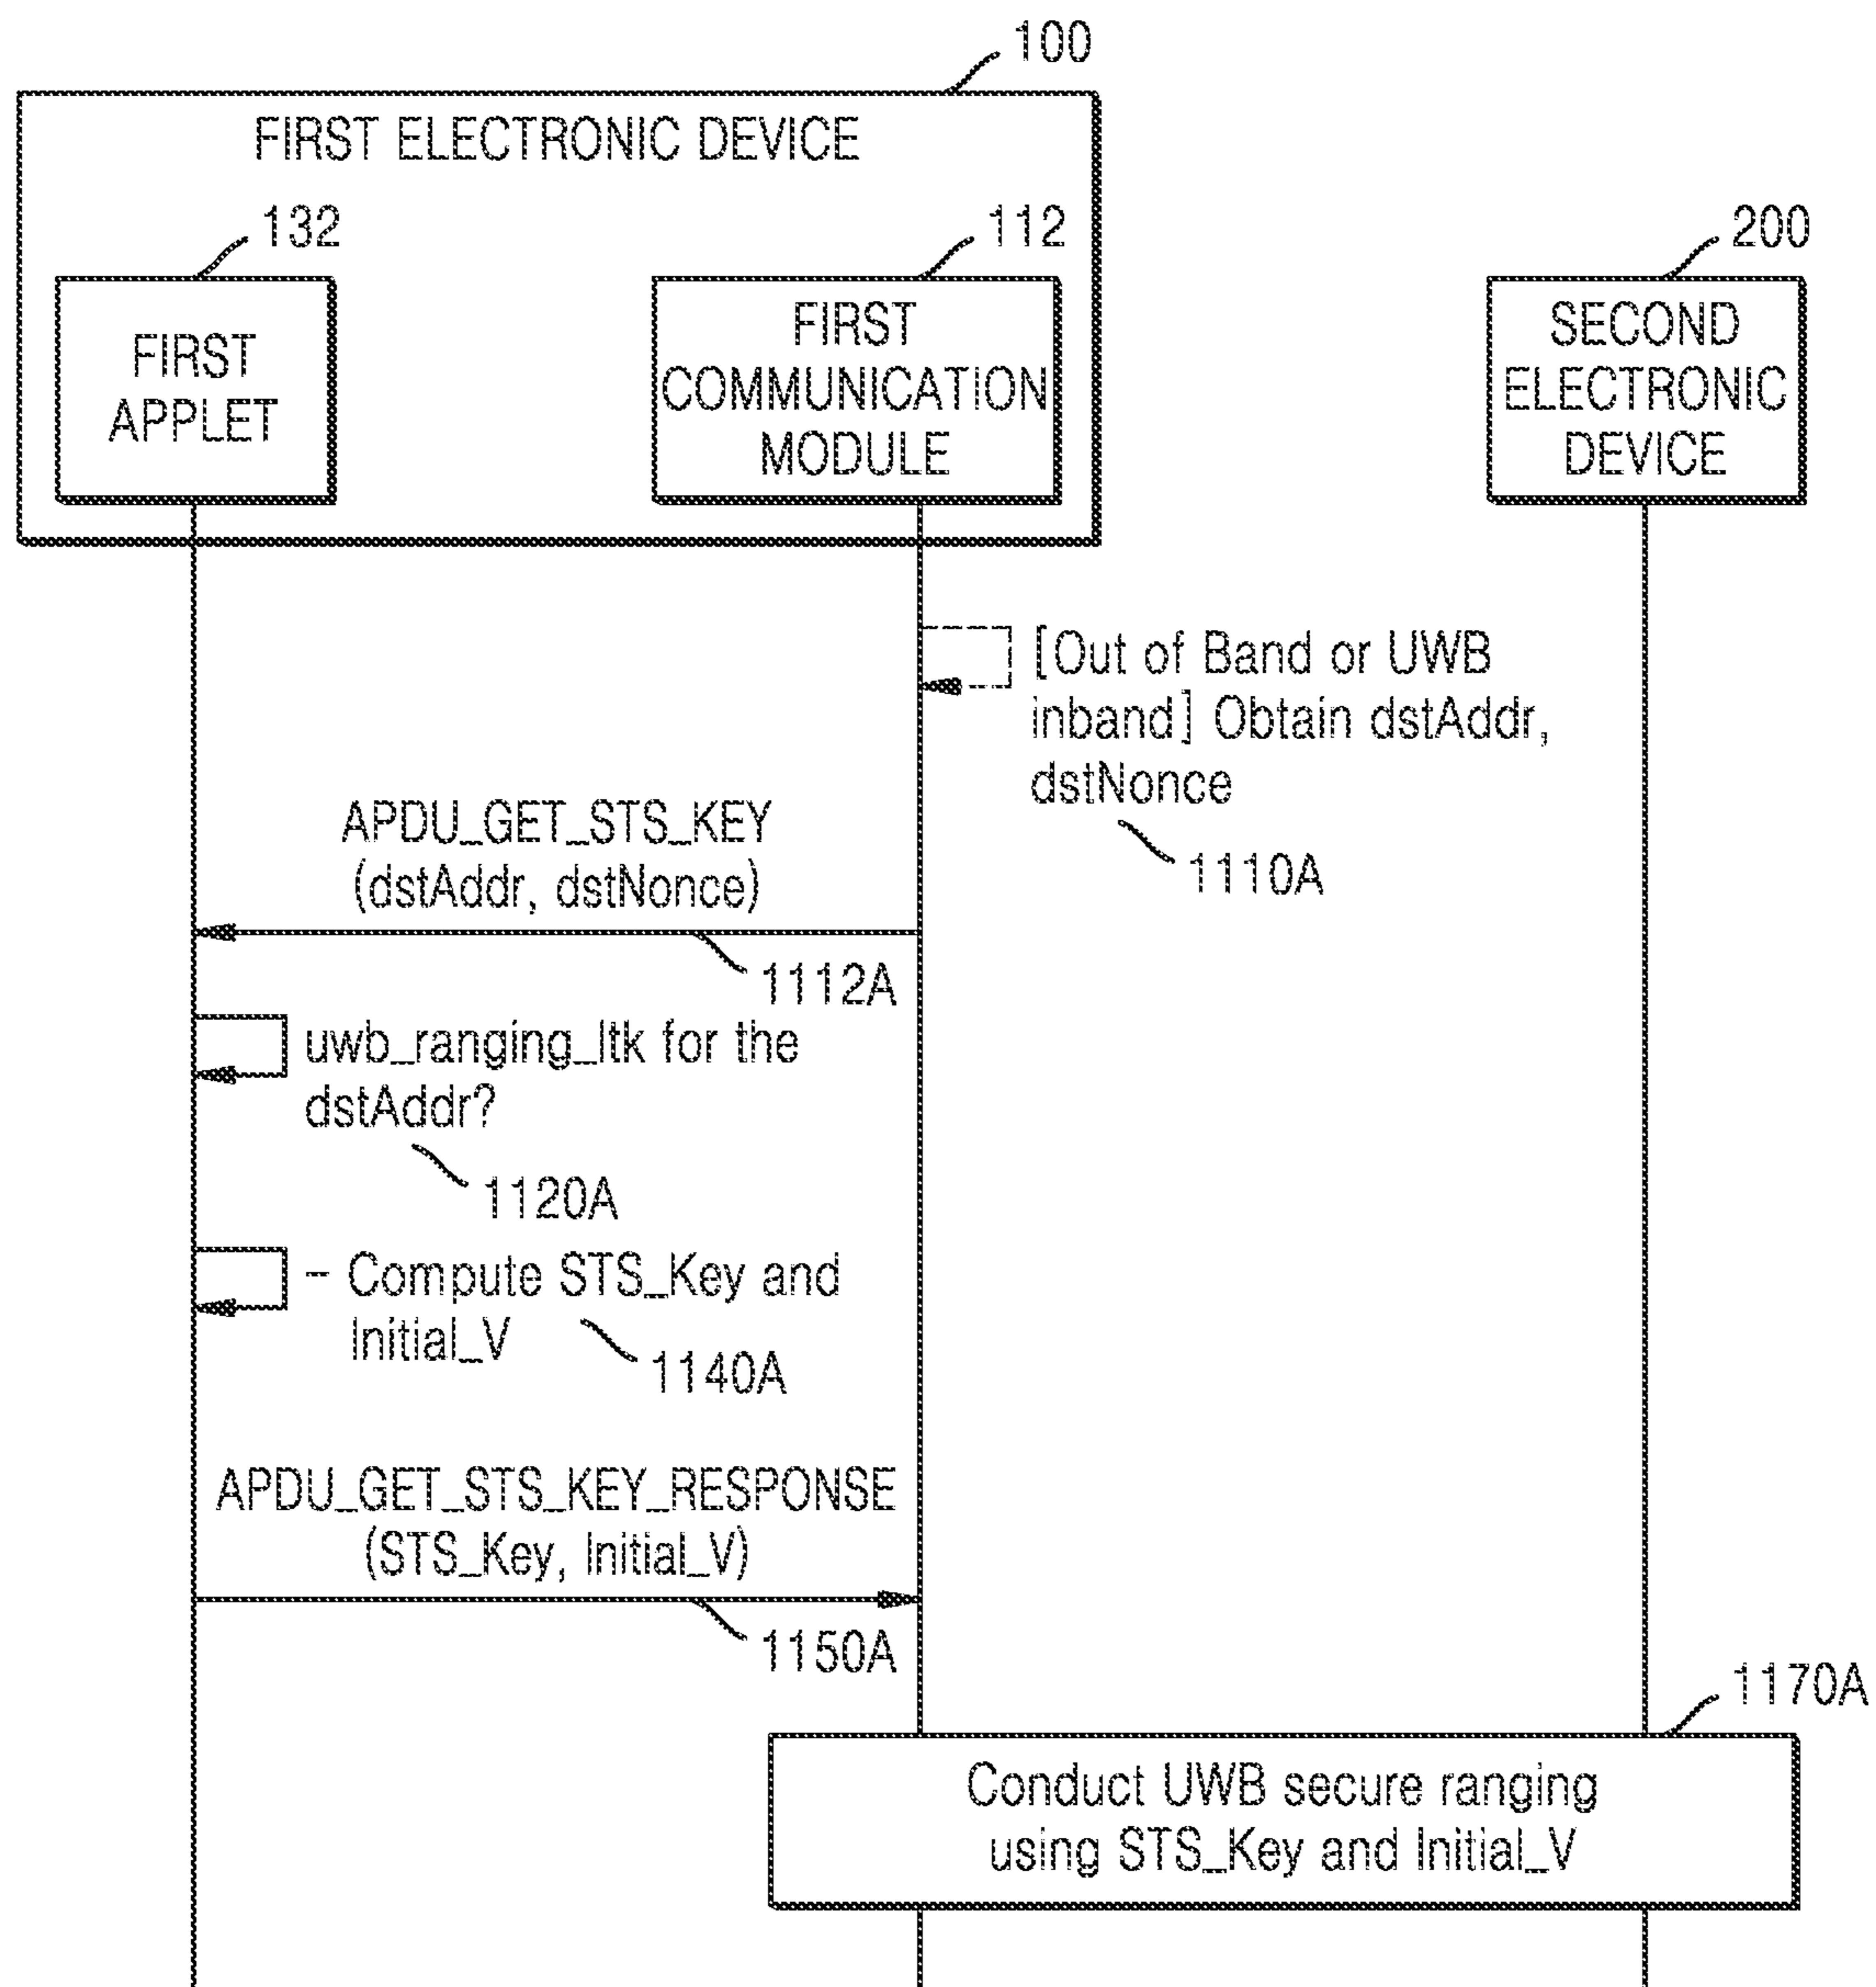 100
FIRST ELECTRONIC DEVICE
132
112
200
FIRST
APPLET
FIRST
COMMUNICATION
MODULE
SECOND
ELECTRONIC
DEVICE
[Out of Band or UWB
inband] Obtain dstAddr,
dstNonce
1110A
APDU_GET_STS_KEY
(dstAddr, dstNonce)
1112A
uwb_ranging_ltk for the
dstAddr?
1120A
- Compute STS_Key and
Initial_V
1140A
APDU_GET_STS_KEY_RESPONSE
(STS_Key, Initial_V)
1150A
1170A
Conduct UWB secure ranging
using STS_Key and Initial_V